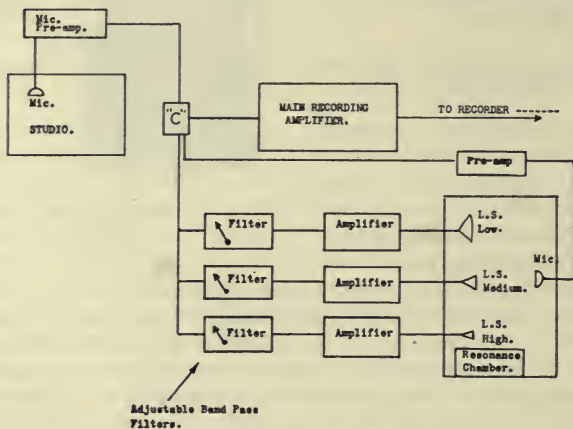 Mic.
Pre-amp.
Mic.
STUDIO.
"C"
MAIN RECORDING
AMPLIFIER.
TO RECORDER ------
Pre-amp
Filter
Amplifier
L.S.
Low.
Mic.
Filter
Amplifier
L.S.
Medium.
Filter
Amplifier
L.S.
High.
Resonance
Chamber.
Adjustable Band Pass
Filters.